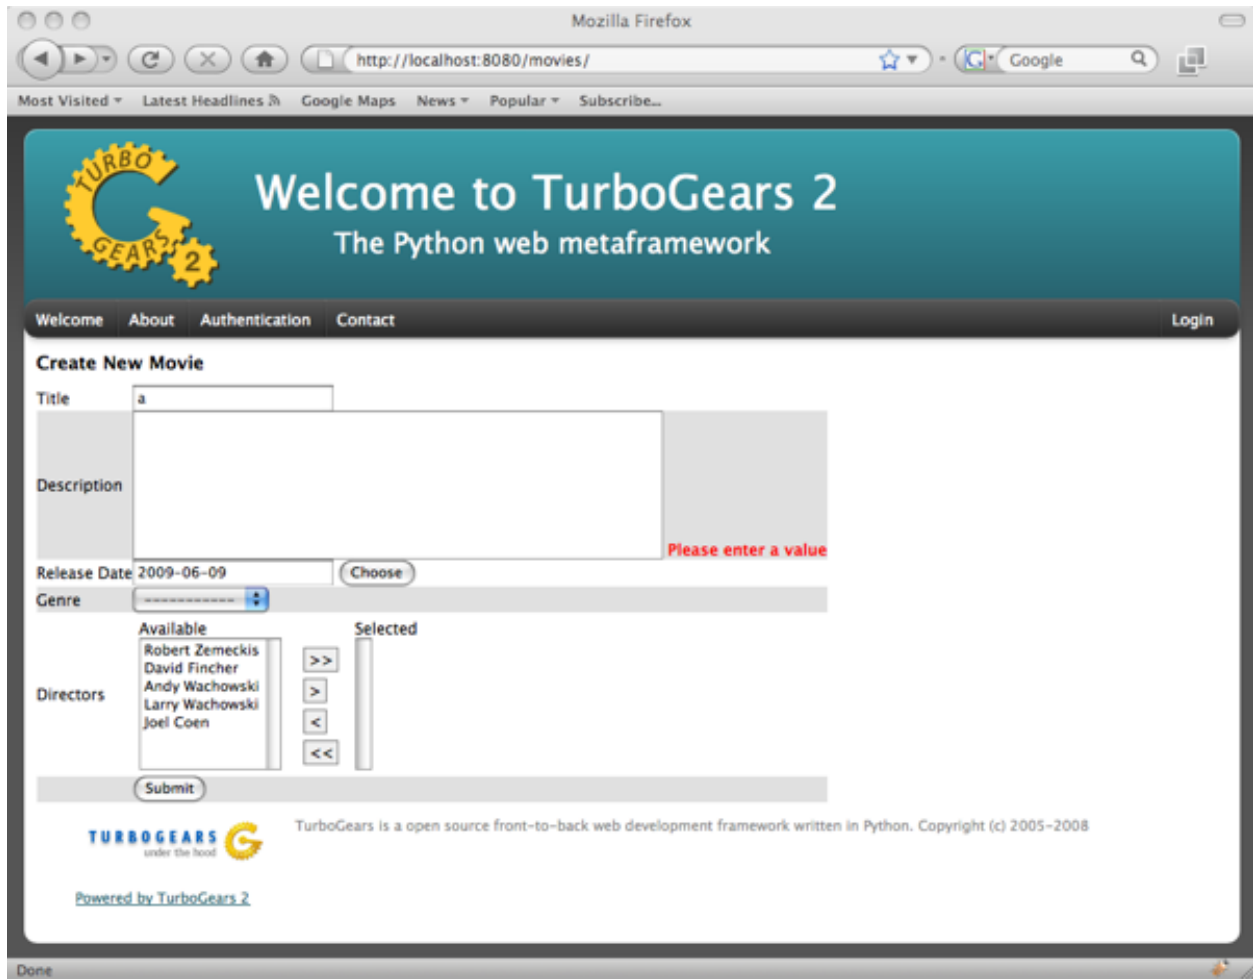 Mozilla Firefox
http://localhost:8080/movies/
Google
Most Visited Latest Headlines Google Maps News Popular Subscribe...
TURBO
GEARS
2
Welcome to TurboGears 2
The Python web metaframework
Welcome About Authentication Contact Login
Create New Movie
Title a
Description
Please enter a value
Release Date 2009-06-09 Choose
Genre -----------
Available Selected
Robert Zemeckis
David Fincher
Andy Wachowski
Larry Wachowski
Joel Coen
Directors
>>
>
<
<<
Submit
TURBOGEARS
under the hood
TurboGears is a open source front-to-back web development framework written in Python. Copyright (c) 2005-2008
Powered by TurboGears 2
Done